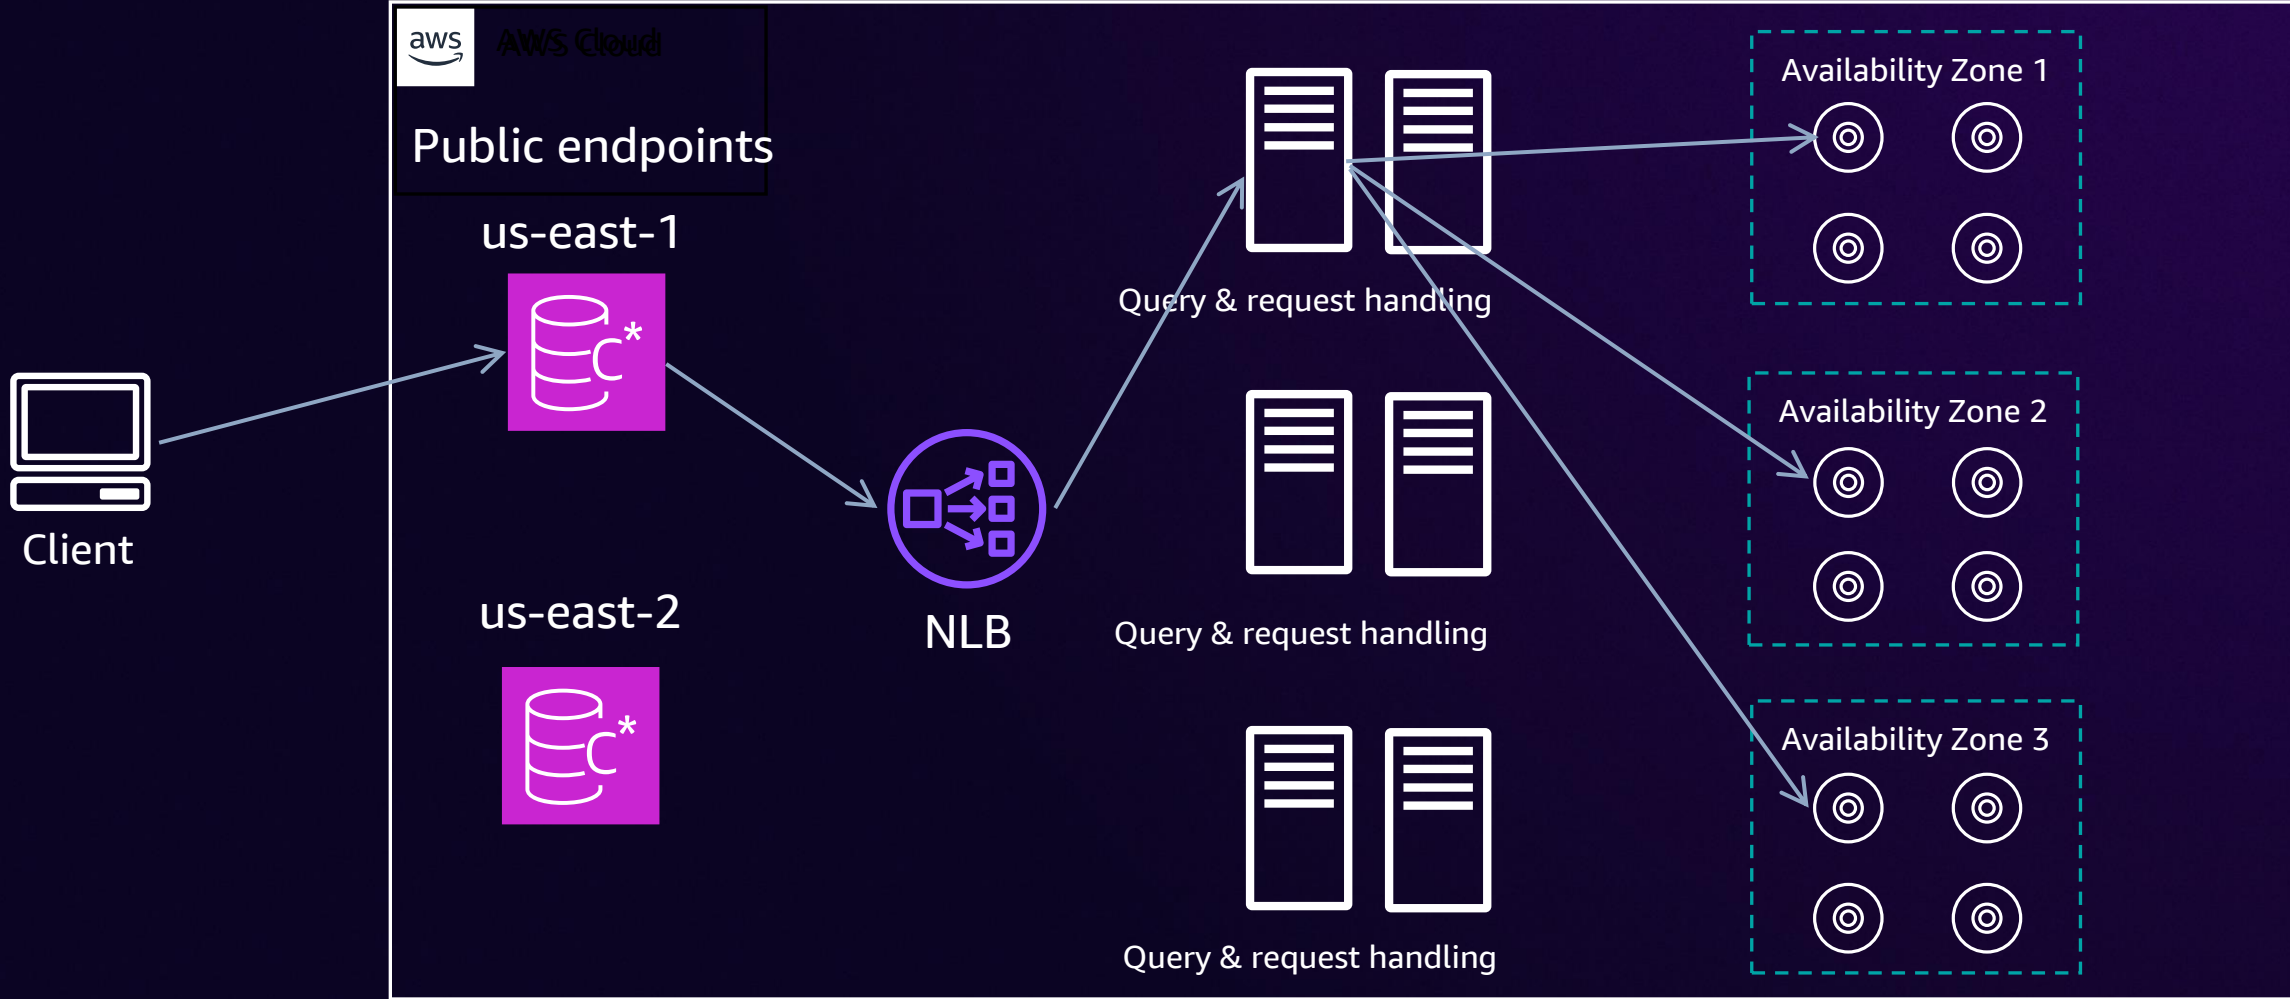 aws
AWS Cloud
Public endpoints
us-east-1
C*
Client
us-east-2
C*
NLB
Query & request handling
Query & request handling
Query & request handling
Availability Zone 1
Availability Zone 2
Availability Zone 3